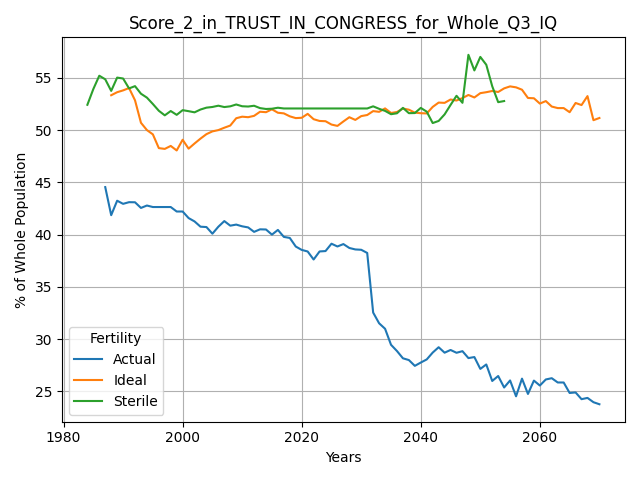 Score_2_in_TRUST_IN_CONGRESS_for_Whole_Q3_IQ
% of Whole Population
55
50
45
40
35
30
25
Fertility
Actual
Ideal
Sterile
1980
2000
2020
2040
2060
Years